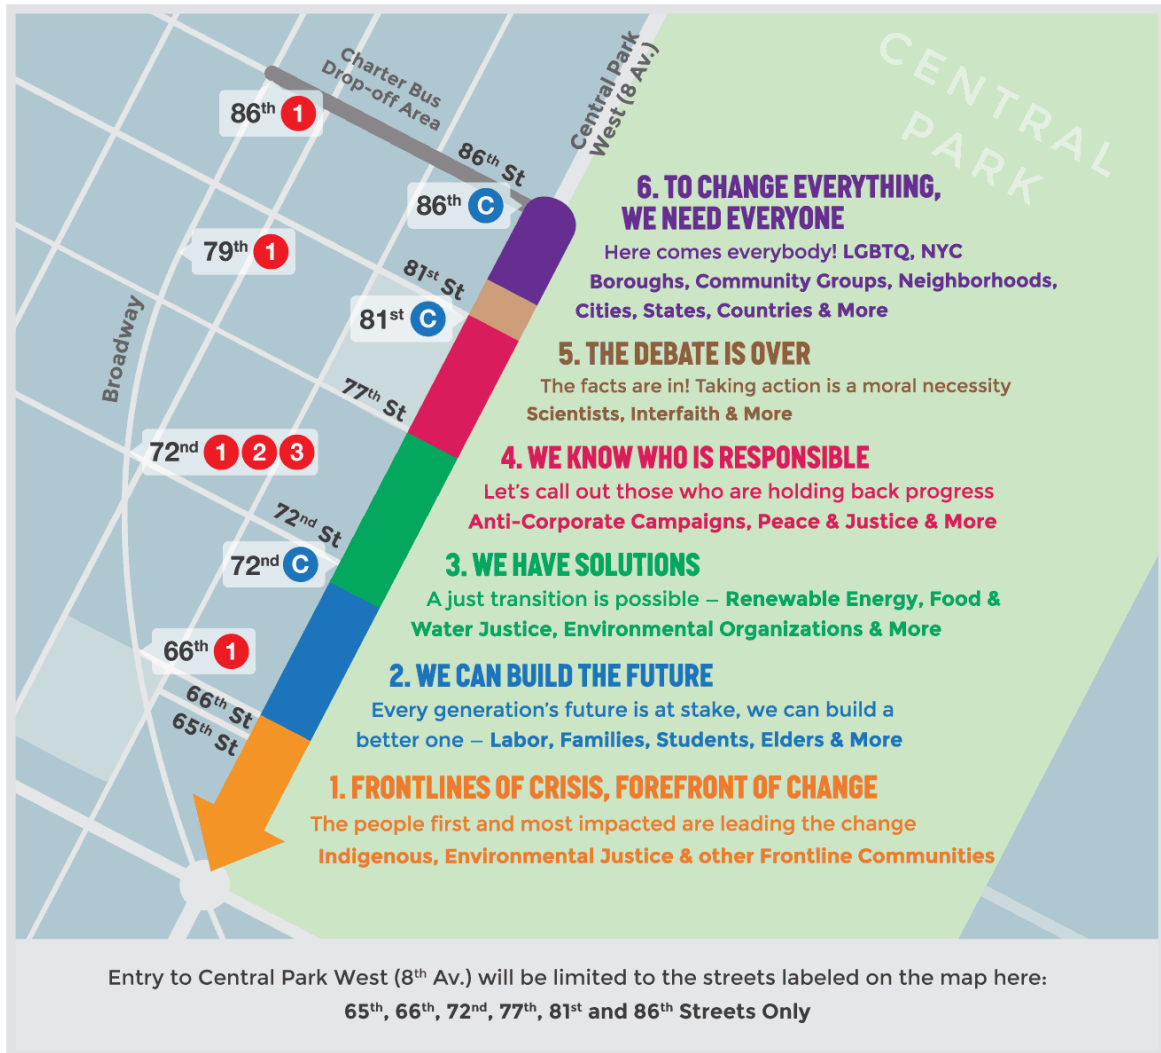 CENTRAL
PARK
Charter Bus
Drop-off Area
Central Park
West (8 Av.)
86th 1
86th St
86th C
79th 1
81st St
81st C
Broadway
77th St
72nd 1 2 3
72nd St
72nd C
66th 1
66th St
65th St
6. TO CHANGE EVERYTHING,
WE NEED EVERYONE
Here comes everybody! LGBTQ, NYC
Boroughs, Community Groups, Neighborhoods,
Cities, States, Countries & More
5. THE DEBATE IS OVER
The facts are in! Taking action is a moral necessity
Scientists, Interfaith & More
4. WE KNOW WHO IS RESPONSIBLE
Let's call out those who are holding back progress
Anti-Corporate Campaigns, Peace & Justice & More
3. WE HAVE SOLUTIONS
A just transition is possible – Renewable Energy, Food &
Water Justice, Environmental Organizations & More
2. WE CAN BUILD THE FUTURE
Every generation's future is at stake, we can build a
better one – Labor, Families, Students, Elders & More
1. FRONTLINES OF CRISIS, FOREFRONT OF CHANGE
The people first and most impacted are leading the change
Indigenous, Environmental Justice & other Frontline Communities
Entry to Central Park West (8th Av.) will be limited to the streets labeled on the map here:
65th, 66th, 72nd, 77th, 81st and 86th Streets Only